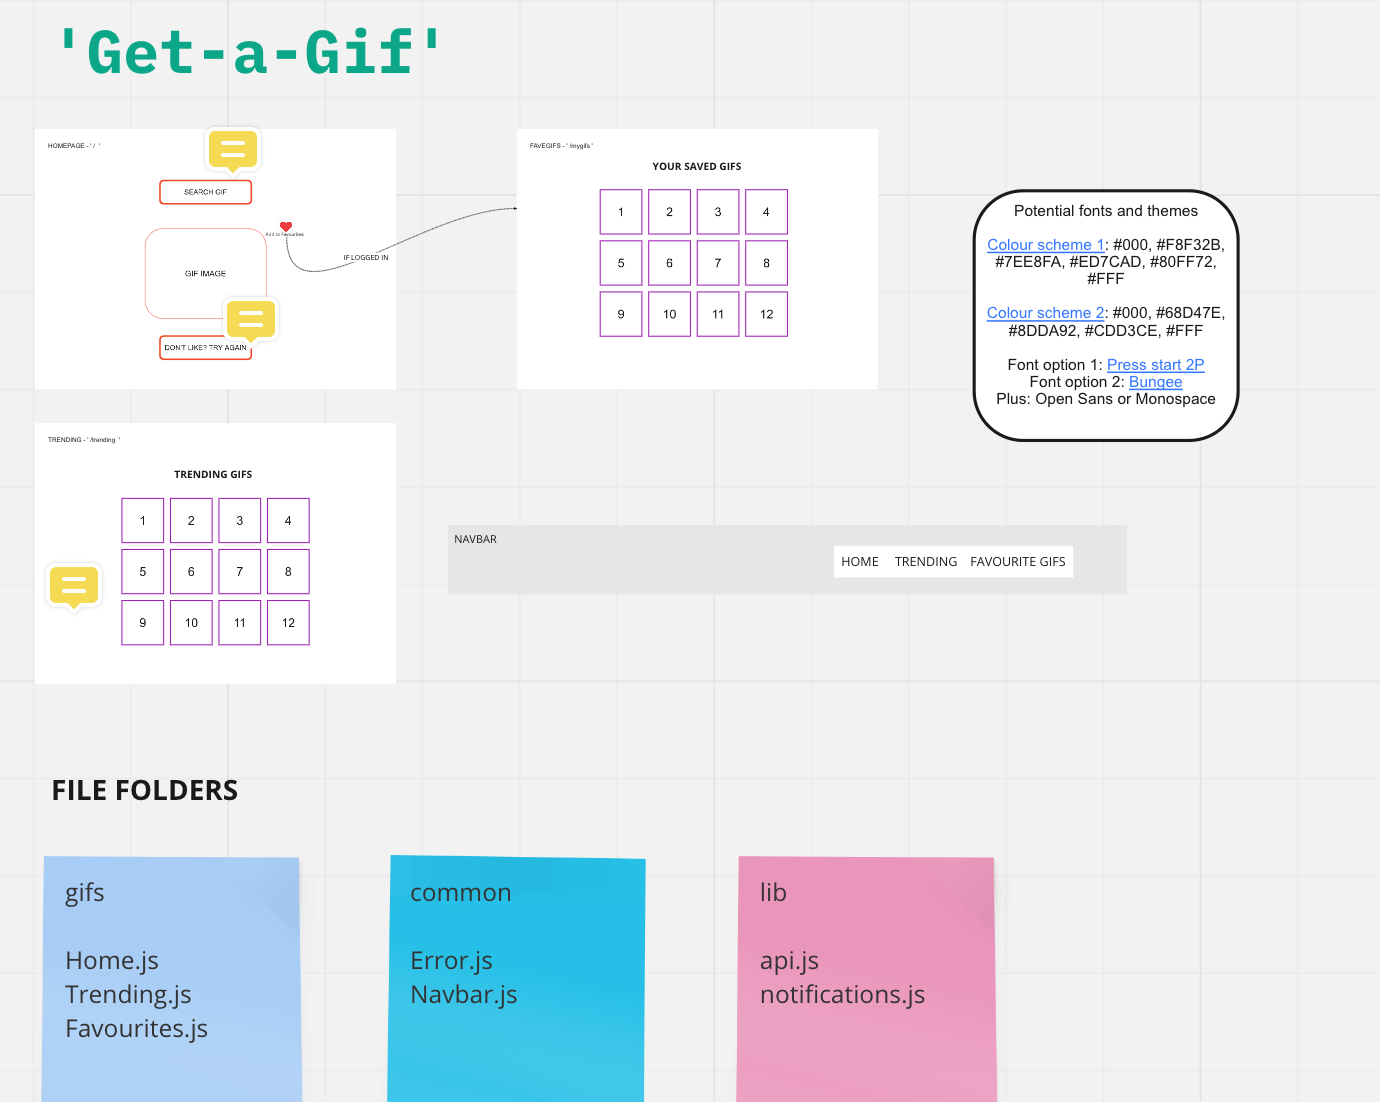 'Get-a-Gif'
HOMEPAGE - ' / '
SEARCH GIF
Add to Favourites
IF LOGGED IN
GIF IMAGE
DON'T LIKE? TRY AGAIN
FAVEGIFS - ' /mygifs '
YOUR SAVED GIFS
1 2 3 4
5 6 7 8
9 10 11 12
Potential fonts and themes
Colour scheme 1: #000, #F8F32B,
#7EE8FA, #ED7CAD, #80FF72,
#FFF
Colour scheme 2: #000, #68D47E,
#8DDA92, #CDD3CE, #FFF
Font option 1: Press start 2P
Font option 2: Bungee
Plus: Open Sans or Monospace
TRENDING - ' /trending '
TRENDING GIFS
1 2 3 4
5 6 7 8
9 10 11 12
NAVBAR
HOME TRENDING FAVOURITE GIFS
FILE FOLDERS
gifs
Home.js
Trending.js
Favourites.js
common
Error.js
Navbar.js
lib
api.js
notifications.js